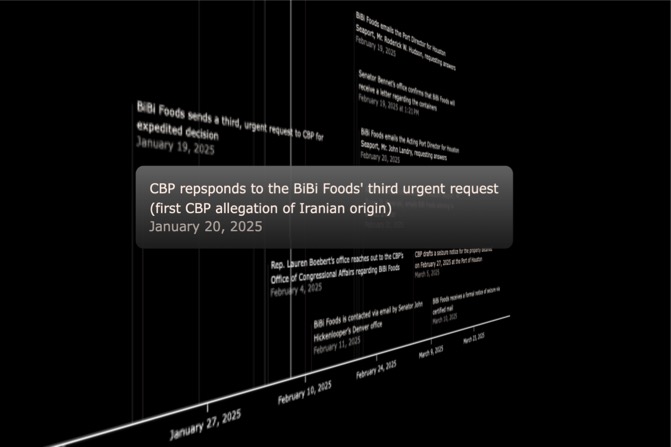 BiBi Foods emails the Port Director for Houston
Seaport, Mr. Roderick W. Hudson, requesting answers
February 19, 2025
Senator Bennet's office confirms that BiBi Foods will
receive a letter regarding the containers
February 19, 2025 at 1:21PM
BiBi Foods sends a third, urgent request to CBP for
expedited decision
January 19, 2025
BiBi Foods emails the Acting Port Director for Houston
Seaport, Mr. John Landry, requesting answers
February 20, 2025
CBP repsponds to the BiBi Foods' third urgent request
(first CBP allegation of Iranian origin)
January 20, 2025
Rep. Lauren Boebert's office reaches out to the CBP's
Office of Congressional Affairs regarding BiBi Foods
February 4, 2025
CBP drafts a seizure notice for the property seized
on February 27, 2025 at the Port of Houston
March 5, 2025
BiBi Foods is contacted via email by Senator John
Hickenlooper's Denver office
February 11, 2025
BiBi Foods receives a formal notice of seizure via
certified mail
March 10, 2025
January 27, 2025
February 10, 2025
February 24, 2025
March 9, 2025
March 23, 2025